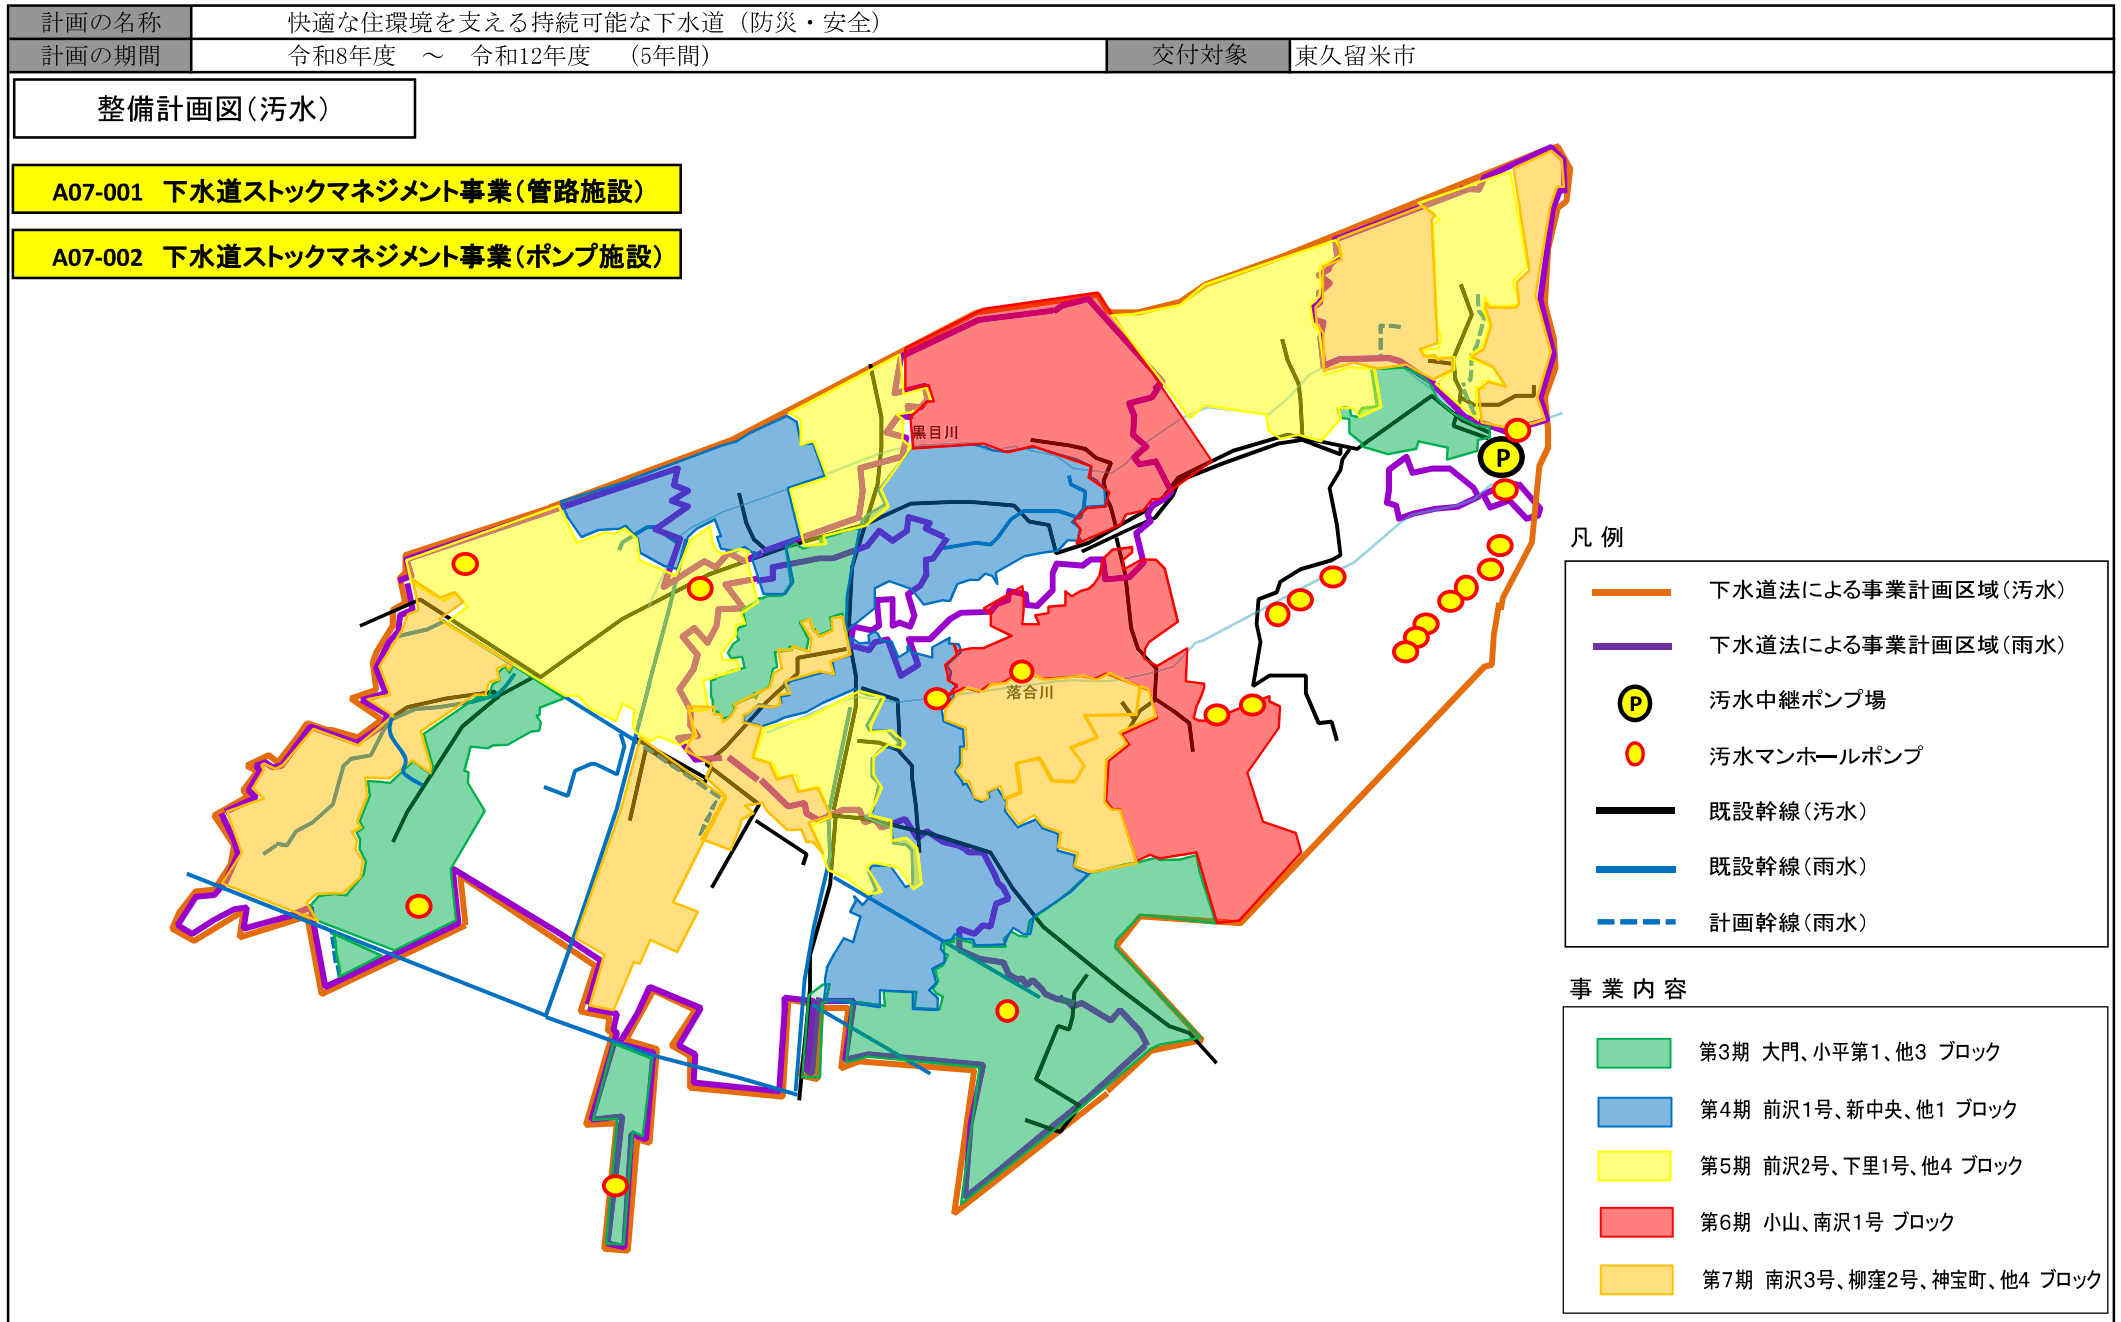 計画の名称 快適な住環境を支える持続可能な下水道（防災・安全）
計画の期間 令和8年度 ～ 令和12年度 （5年間） 交付対象 東久留米市
整備計画図（汚水）
A07-001 下水道ストックマネジメント事業（管路施設）
A07-002 下水道ストックマネジメント事業（ポンプ施設）
黒目川
P
落合川
凡 例
下水道法による事業計画区域（汚水）
下水道法による事業計画区域（雨水）
P 汚水中継ポンプ場
汚水マンホールポンプ
既設幹線（汚水）
既設幹線（雨水）
計画幹線（雨水）
事 業 内 容
第3期 大門、小平第1、他3 ブロック
第4期 前沢1号、新中央、他1 ブロック
第5期 前沢2号、下里1号、他4 ブロック
第6期 小山、南沢1号 ブロック
第7期 南沢3号、柳窪2号、神宝町、他4 ブロック